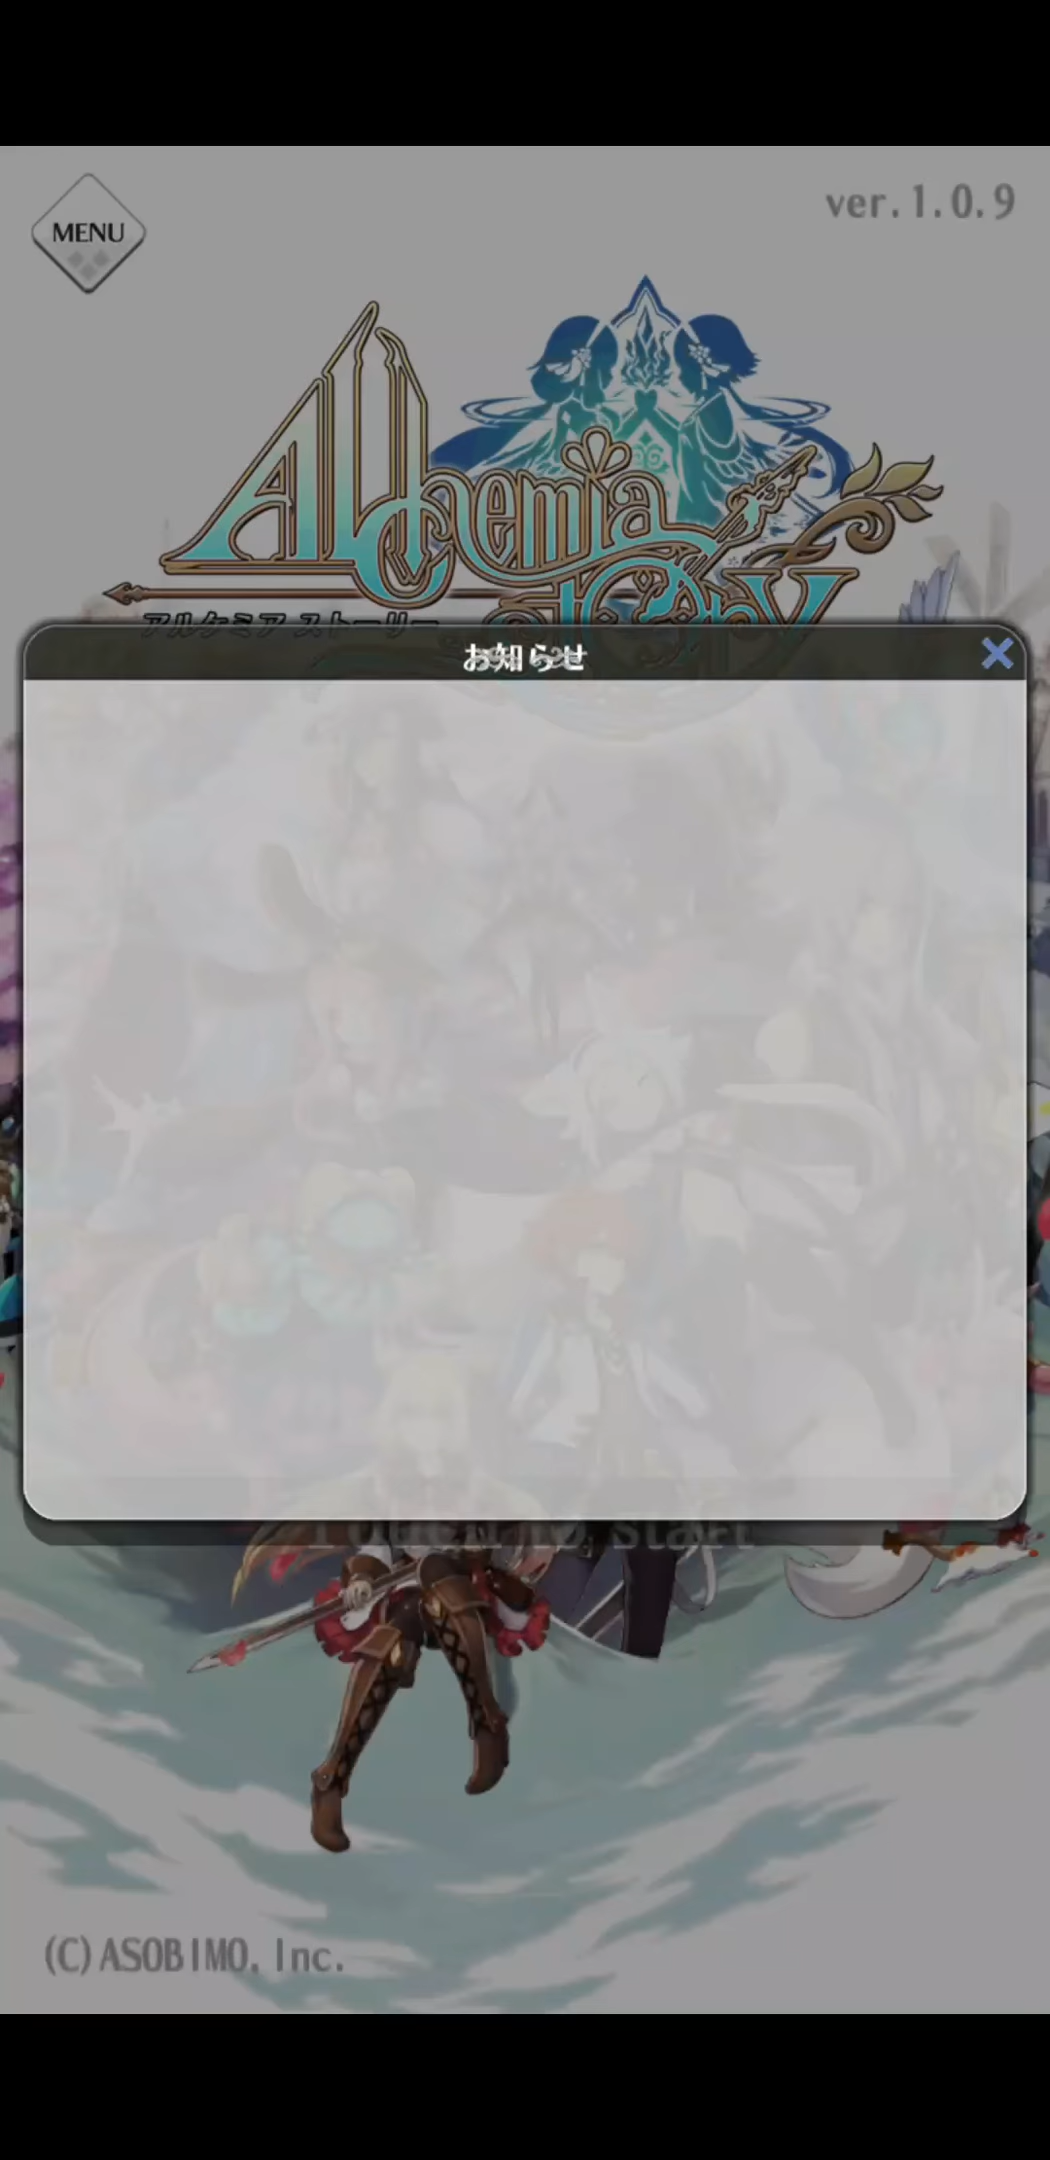 MENU
ver.1.0.9
Alchemia
Story
アルケミア ストーリー
お知らせ
Touch to start
(C)ASOBIMO, Inc.